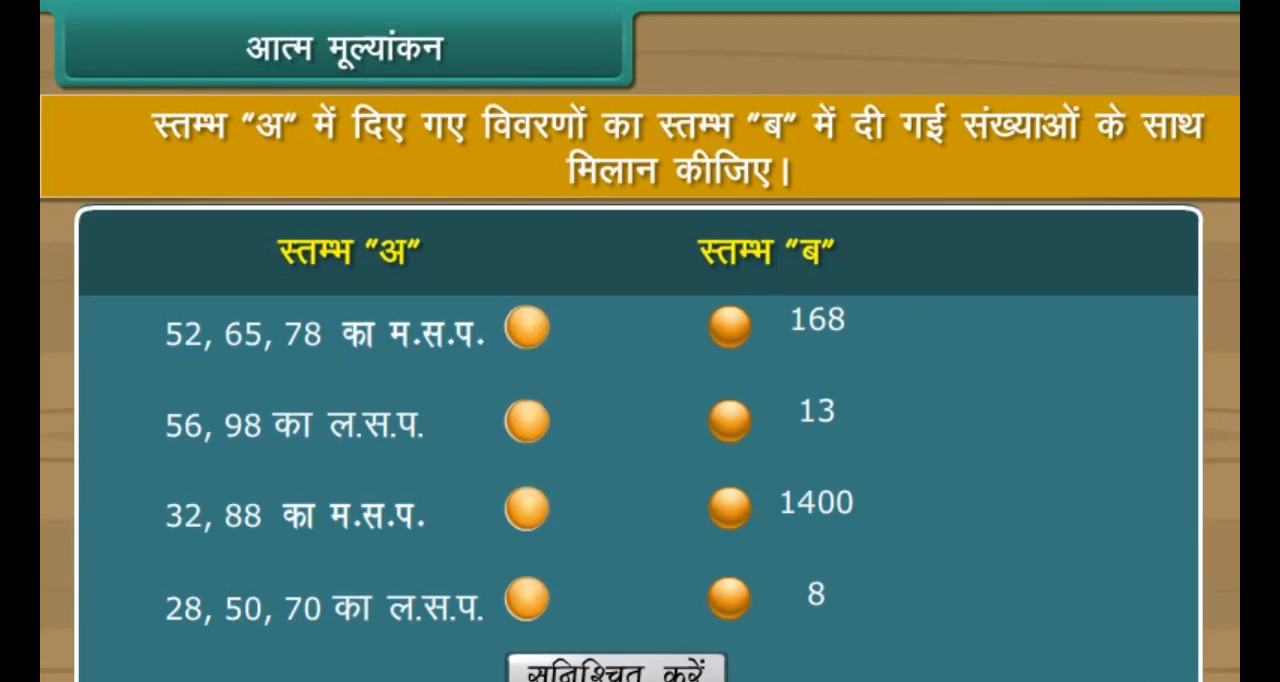 आत्म मूल्यांकन
स्तम्भ “अ” में दिए गए विवरणों का स्तम्भ “ब” में दी गई संख्याओं के साथ
मिलान कीजिए।
स्तम्भ “अ” स्तम्भ “ब”
52, 65, 78 का म.स.प. 168
56, 98 का ल.स.प. 13
32, 88 का म.स.प. 1400
28, 50, 70 का ल.स.प. 8
सुनिश्चित करें